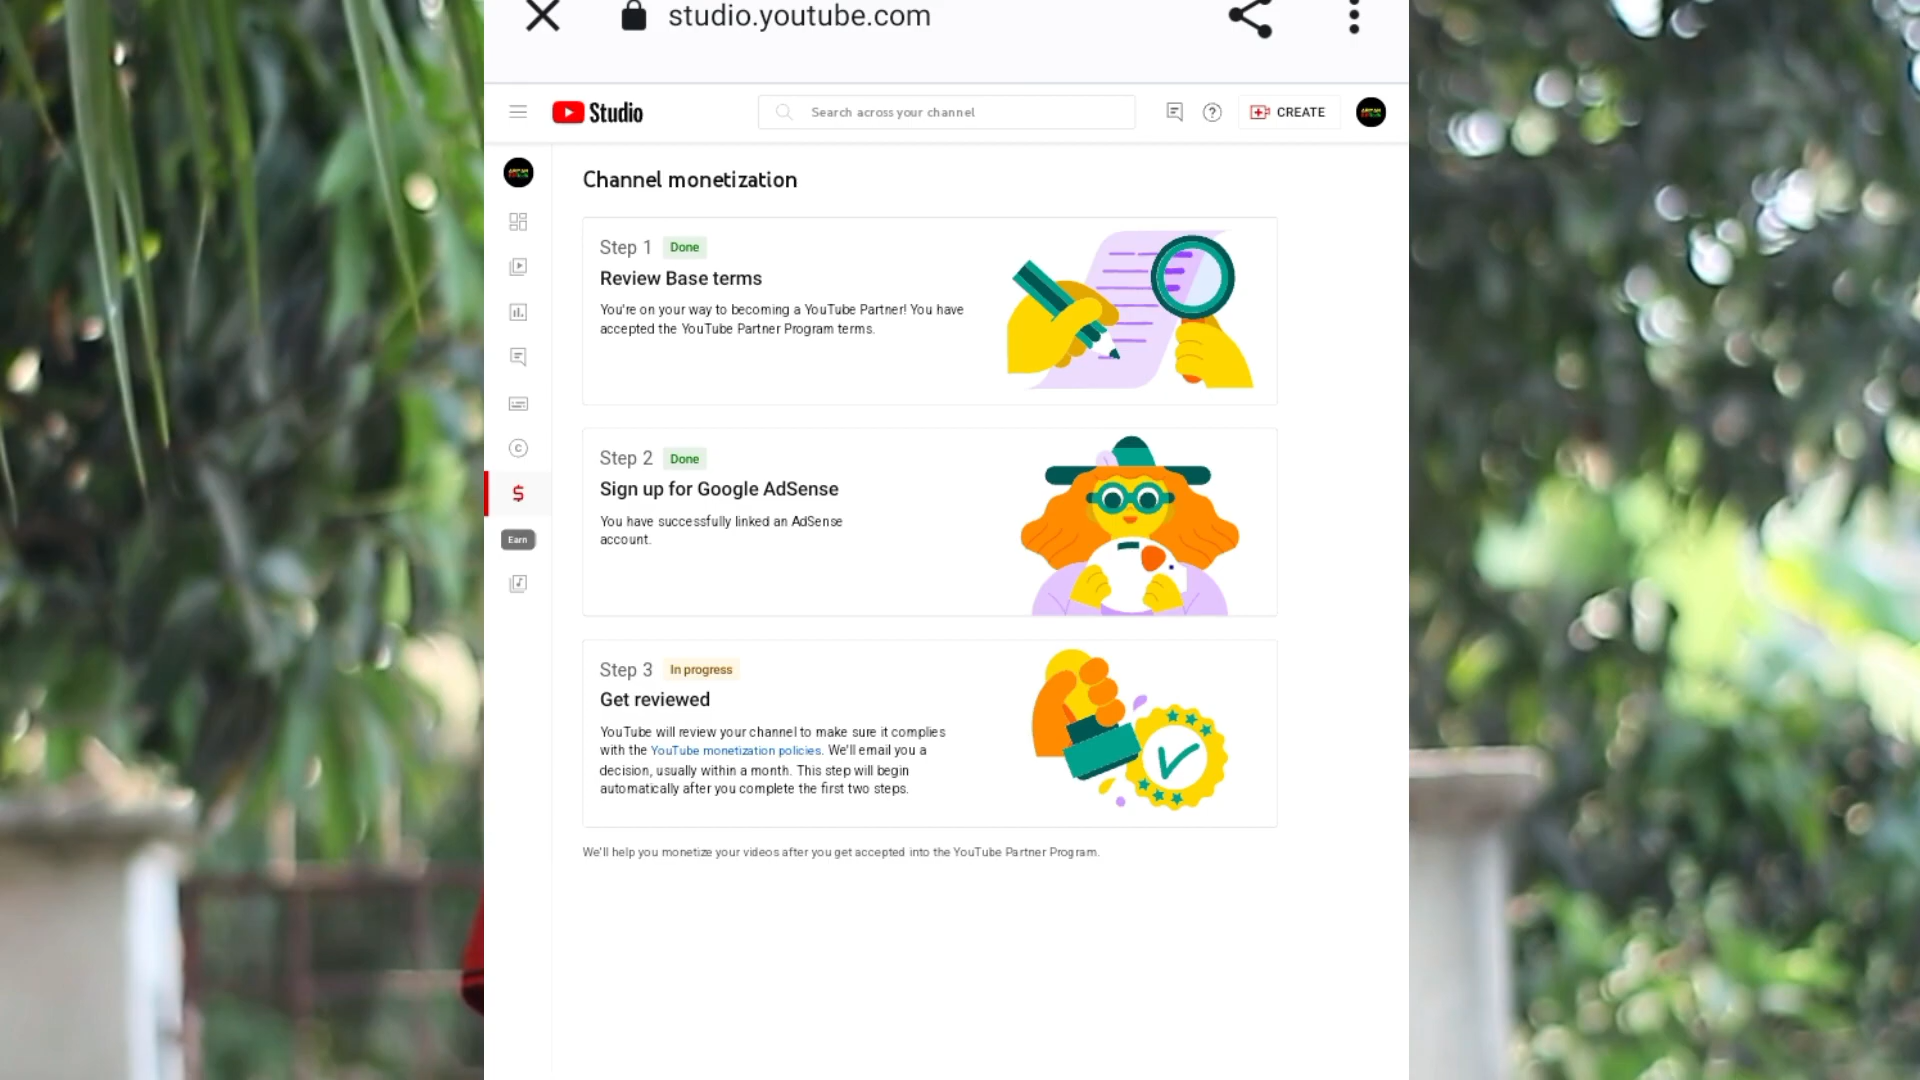 studio.youtube.com
Studio
Search across your channel
CREATE
Channel monetization
Step 1 Done
Review Base terms
You're on your way to becoming a YouTube Partner! You have
accepted the YouTube Partner Program terms.
Step 2 Done
Sign up for Google AdSense
You have successfully linked an AdSense
account.
Earn
Step 3 In progress
Get reviewed
YouTube will review your channel to make sure it complies
with the YouTube monetization policies. We'll email you a
decision, usually within a month. This step will begin
automatically after you complete the first two steps.
We'll help you monetize your videos after you get accepted into the YouTube Partner Program.